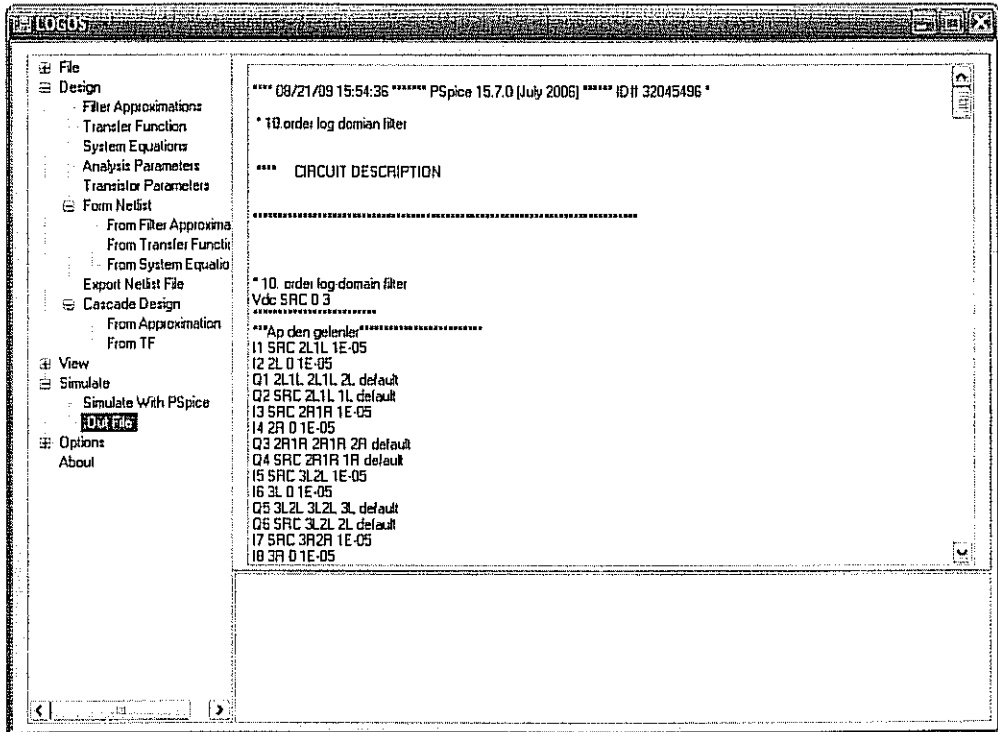 LOGOS
File
Design
Filter Approximations
Transfer Function
System Equations
Analysis Parameters
Transistor Parameters
Form Netlist
From Filter Approxima
From Transfer Functi
From System Equatio
Export Netlist File
Cascade Design
From Approximation
From TF
View
Simulate
Simulate With PSpice
.Out File
Options
About
**** 08/21/09 15:54:36 ******* PSpice 15.7.0 (July 2006) ****** ID# 32045496 *
* 10.order log domian filter
**** CIRCUIT DESCRIPTION
******************************************************************************
* 10. order log-domain filter
Vdc SRC 0 3
*************************
***Ap den gelenler*************************
I1 SRC 2L1L 1E-05
I2 2L 0 1E-05
Q1 2L1L 2L1L 2L default
Q2 SRC 2L1L 1L default
I3 SRC 2R1R 1E-05
I4 2R 0 1E-05
Q3 2R1R 2R1R 2R default
Q4 SRC 2R1R 1R default
I5 SRC 3L2L 1E-05
I6 3L 0 1E-05
Q5 3L2L 3L2L 3L default
Q6 SRC 3L2L 2L default
I7 SRC 3R2R 1E-05
I8 3R 0 1E-05